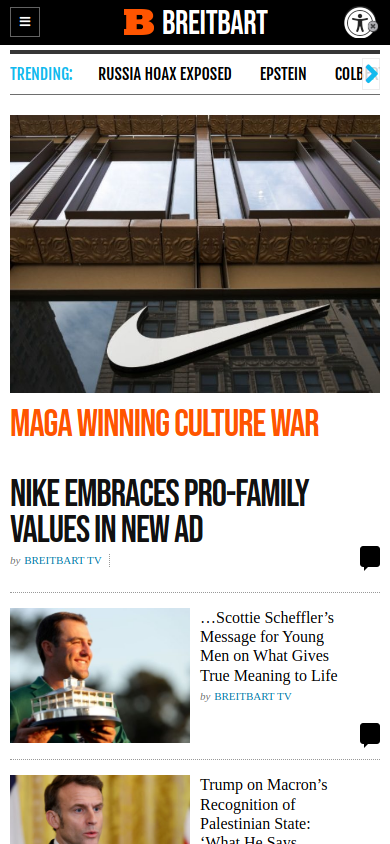 BREITBART
TRENDING:
RUSSIA HOAX EXPOSED
EPSTEIN
COLB
MAGA WINNING CULTURE WAR
NIKE EMBRACES PRO-FAMILY
VALUES IN NEW AD
by BREITBART TV
…Scottie Scheffler’s
Message for Young
Men on What Gives
True Meaning to Life
by BREITBART TV
Trump on Macron’s
Recognition of
Palestinian State:
‘What He Says